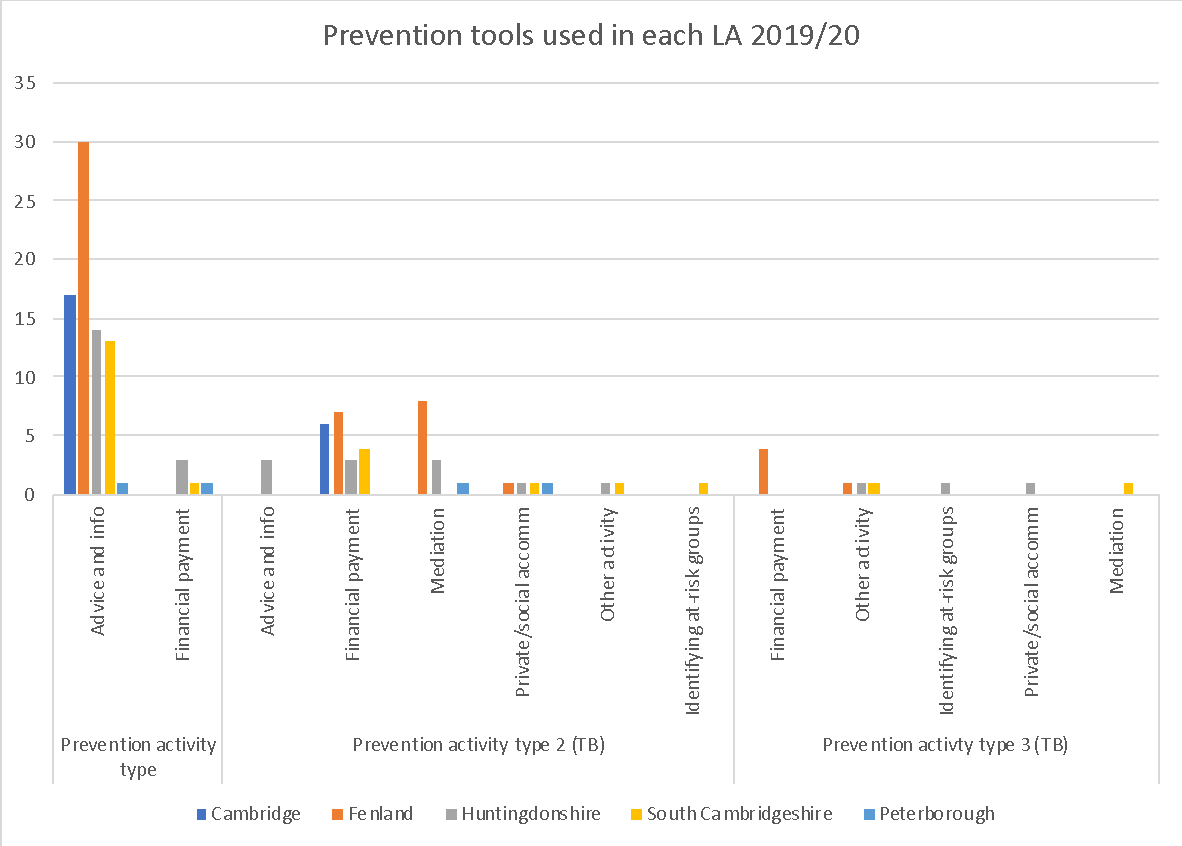 Prevention tools used in each LA 2019/20
35
30
25
20
15
10
5
0
Advice and info
Financial payment
Advice and info
Financial payment
Mediation
Private/social accomm
Other activity
Identifying at-risk groups
Financial payment
Other activity
Identifying at-risk groups
Private/social accomm
Mediation
Prevention activity
type
Prevention activity type 2 (TB)
Prevention activty type 3 (TB)
Cambridge Fenland Huntingdonshire South Cambridgeshire Peterborough